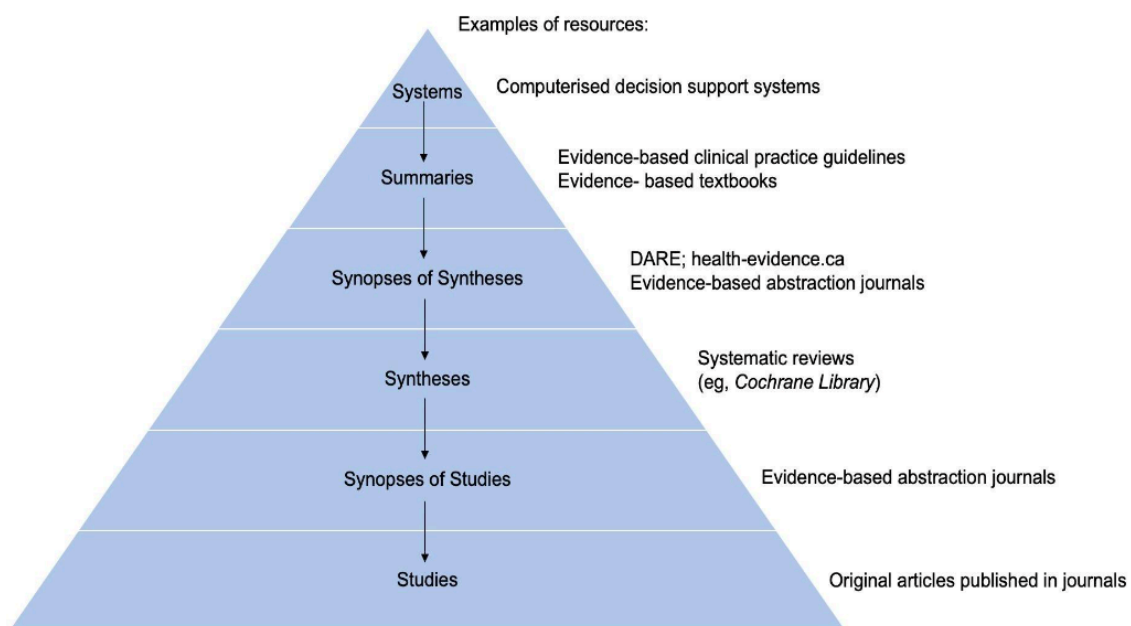 Examples of resources:
Systems
Computerised decision support systems
Summaries
Evidence-based clinical practice guidelines
Evidence- based textbooks
Synopses of Syntheses
DARE; health-evidence.ca
Evidence-based abstraction journals
Syntheses
Systematic reviews
(eg, Cochrane Library)
Synopses of Studies
Evidence-based abstraction journals
Studies
Original articles published in journals